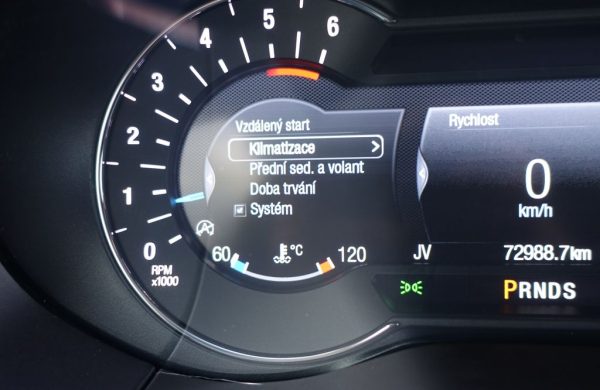 0
1
2
3
4
5
6
RPM
x1000
Vzdálený start
Klimatizace >
Přední sed. a volant
Doba trvání
Systém
60
°C
120
Rychlost
0
km/h
JV 72988.7km
PRNDS